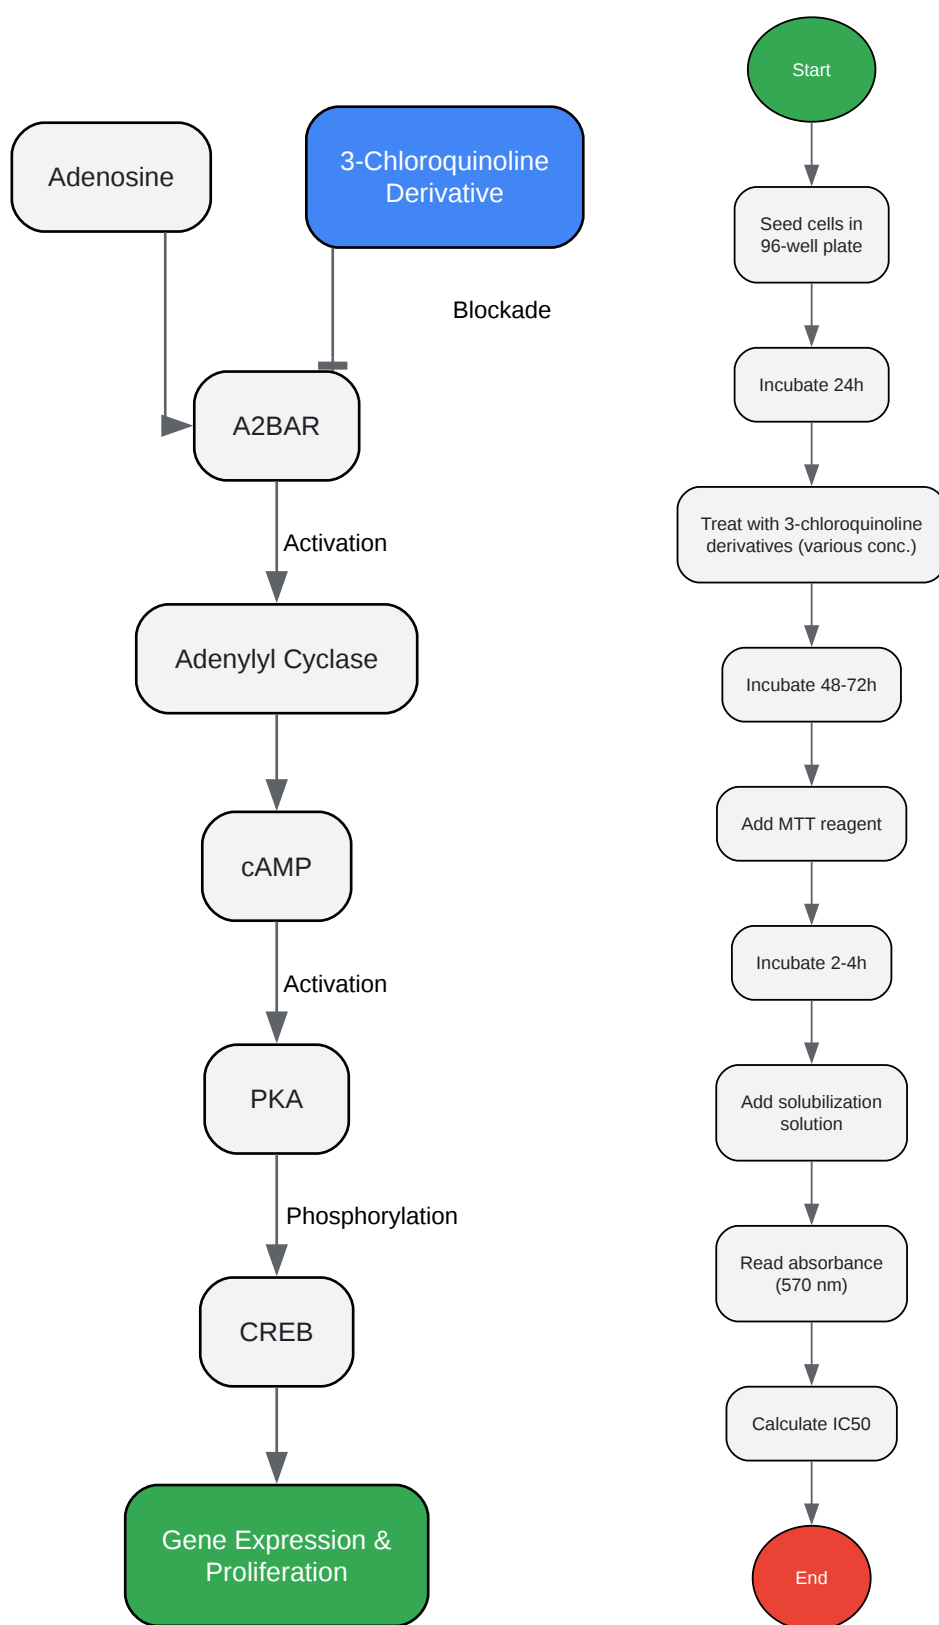 Adenosine
3-Chloroquinoline
Derivative
Blockade
A2BAR
Activation
Adenylyl Cyclase
cAMP
Activation
PKA
Phosphorylation
CREB
Gene Expression &
Proliferation
Start
Seed cells in
96-well plate
Incubate 24h
Treat with 3-chloroquinoline
derivatives (various conc.)
Incubate 48-72h
Add MTT reagent
Incubate 2-4h
Add solubilization
solution
Read absorbance
(570 nm)
Calculate IC50
End